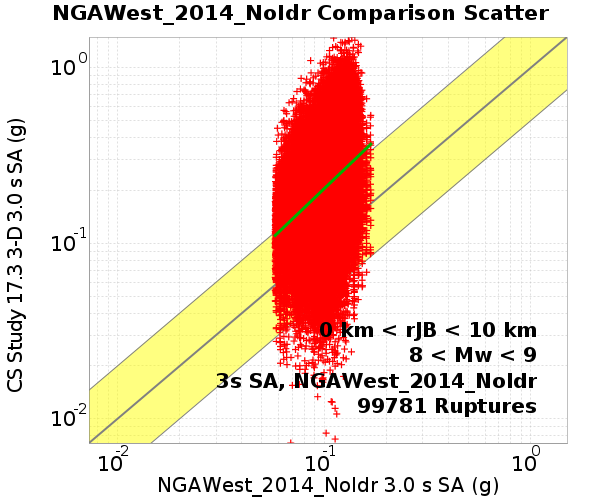 NGAWest_2014_NoIdr Comparison Scatter
CS Study 17.3 3-D 3.0 s SA (g)
10^0
10^-1
10^-2
0 km < rJB < 10 km
8 < Mw < 9
3s SA, NGAWest_2014_NoIdr
99781 Ruptures
10^-2 10^-1 10^0
NGAWest_2014_NoIdr 3.0 s SA (g)